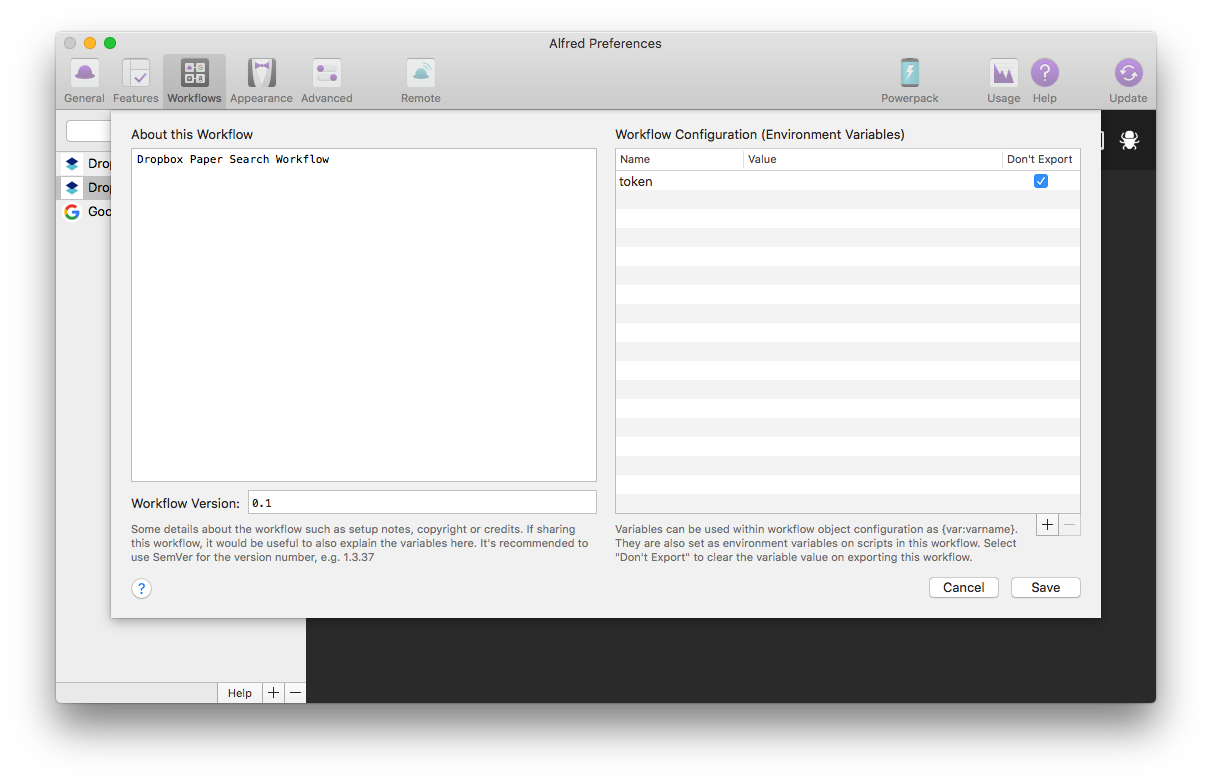 Alfred Preferences
General Features Workflows Appearance Advanced Remote Powerpack Usage Help Update
About this Workflow
Dropbox Paper Search Workflow
Workflow Version: 0.1
Some details about the workflow such as setup notes, copyright or credits. If sharing
this workflow, it would be useful to also explain the variables here. It's recommended to
use SemVer for the version number, e.g. 1.3.37
Workflow Configuration (Environment Variables)
Name Value Don't Export
token
Variables can be used within workflow object configuration as {var:varname}.
They are also set as environment variables on scripts in this workflow. Select
"Don't Export" to clear the variable value on exporting this workflow.
?
Cancel Save
Help + −